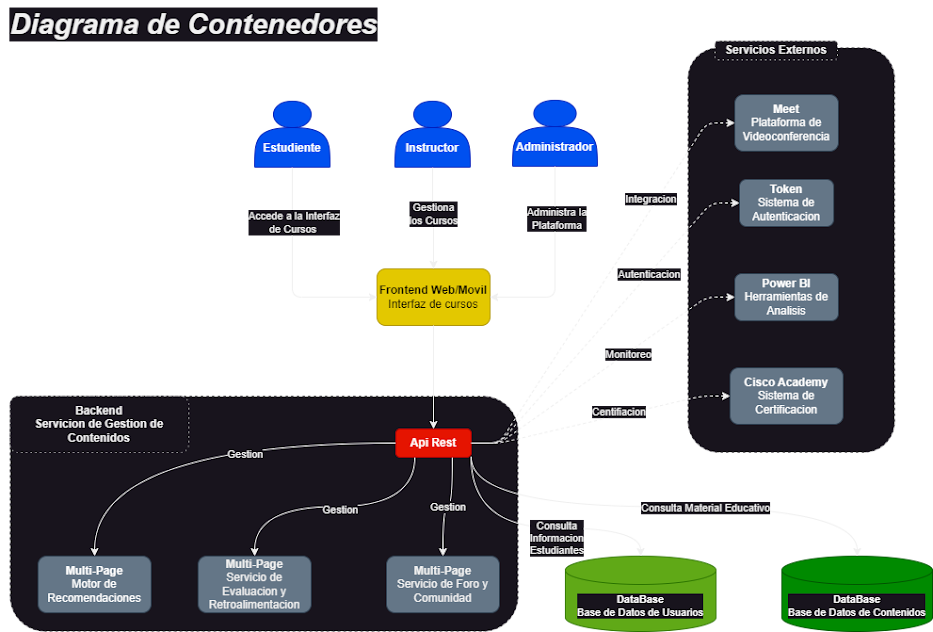 Diagrama de Contenedores
Servicios Externos
Meet
Plataforma de
Videoconferencia
Estudiente
Instructor
Administrador
Token
Sistema de
Autenticacion
Integracion
Accede a la Interfaz
de Cursos
Gestiona
los Cursos
Administra la
Plataforma
Autenticacion
Frontend Web/Movil
Interfaz de cursos
Power BI
Herramientas de
Analisis
Monitoreo
Cisco Academy
Sistema de
Certificacion
Certifiacion
Backend
Servicion de Gestion de
Contenidos
Api Rest
Gestion
Gestion
Gestion
Consulta Material Educativo
Consulta
Informacion
Estudiantes
Multi-Page
Motor de
Recomendaciones
Multi-Page
Servicio de
Evaluacion y
Retroalimentacion
Multi-Page
Servicio de Foro y
Comunidad
DataBase
Base de Datos de Usuarios
DataBase
Base de Datos de Contenidos